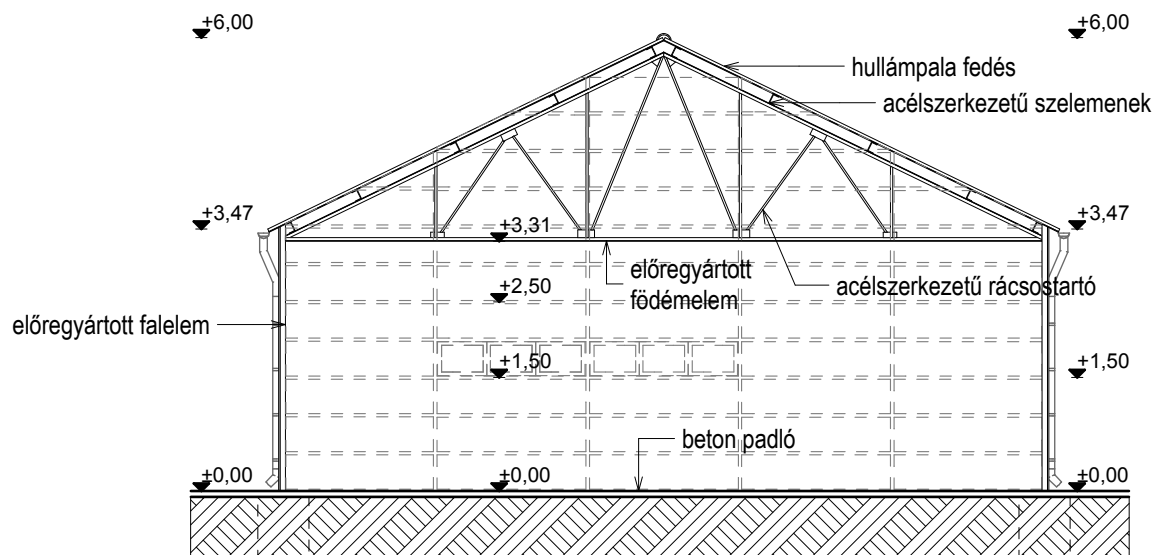 +6,00
+6,00
hullámpala fedés
acélszerkezetű szelemenek
+3,47
+3,31
+3,47
előregyártott
födémelem
acélszerkezetű rácsostartó
+2,50
előregyártott falelem
+1,50
+1,50
beton padló
+0,00
+0,00
+0,00